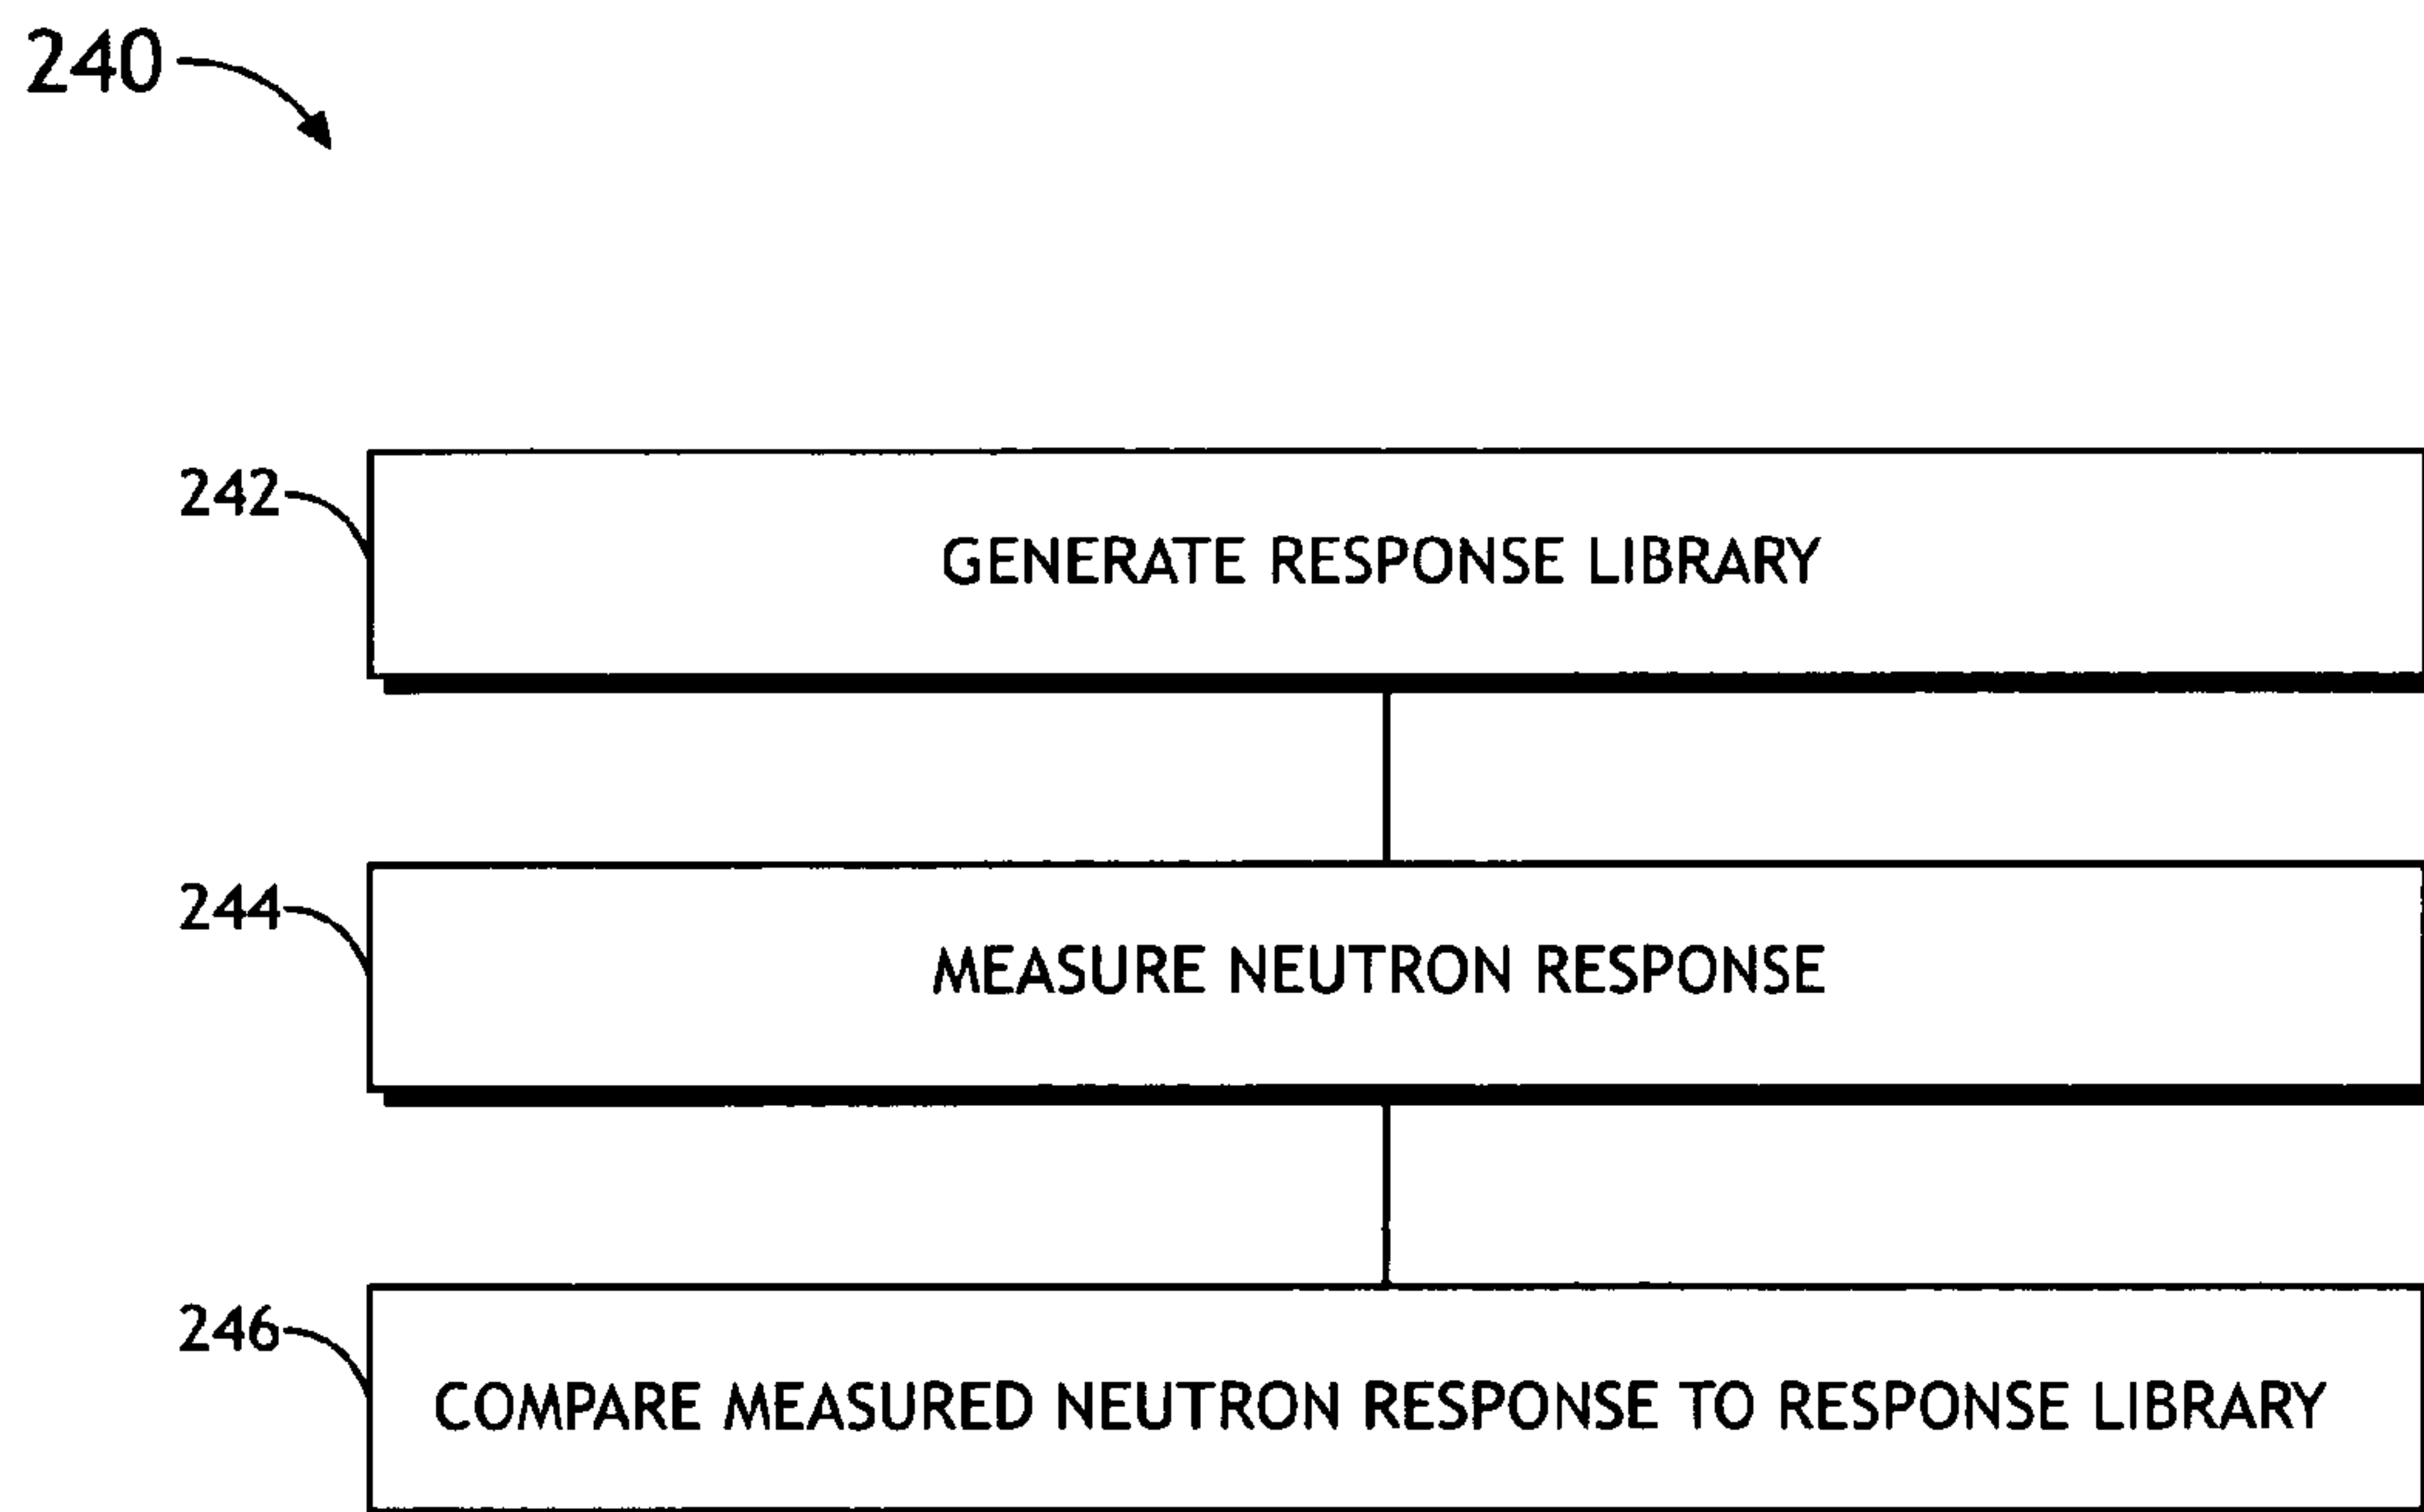 240
242
GENERATE RESPONSE LIBRARY
244
MEASURE NEUTRON RESPONSE
246
COMPARE MEASURED NEUTRON RESPONSE TO RESPONSE LIBRARY